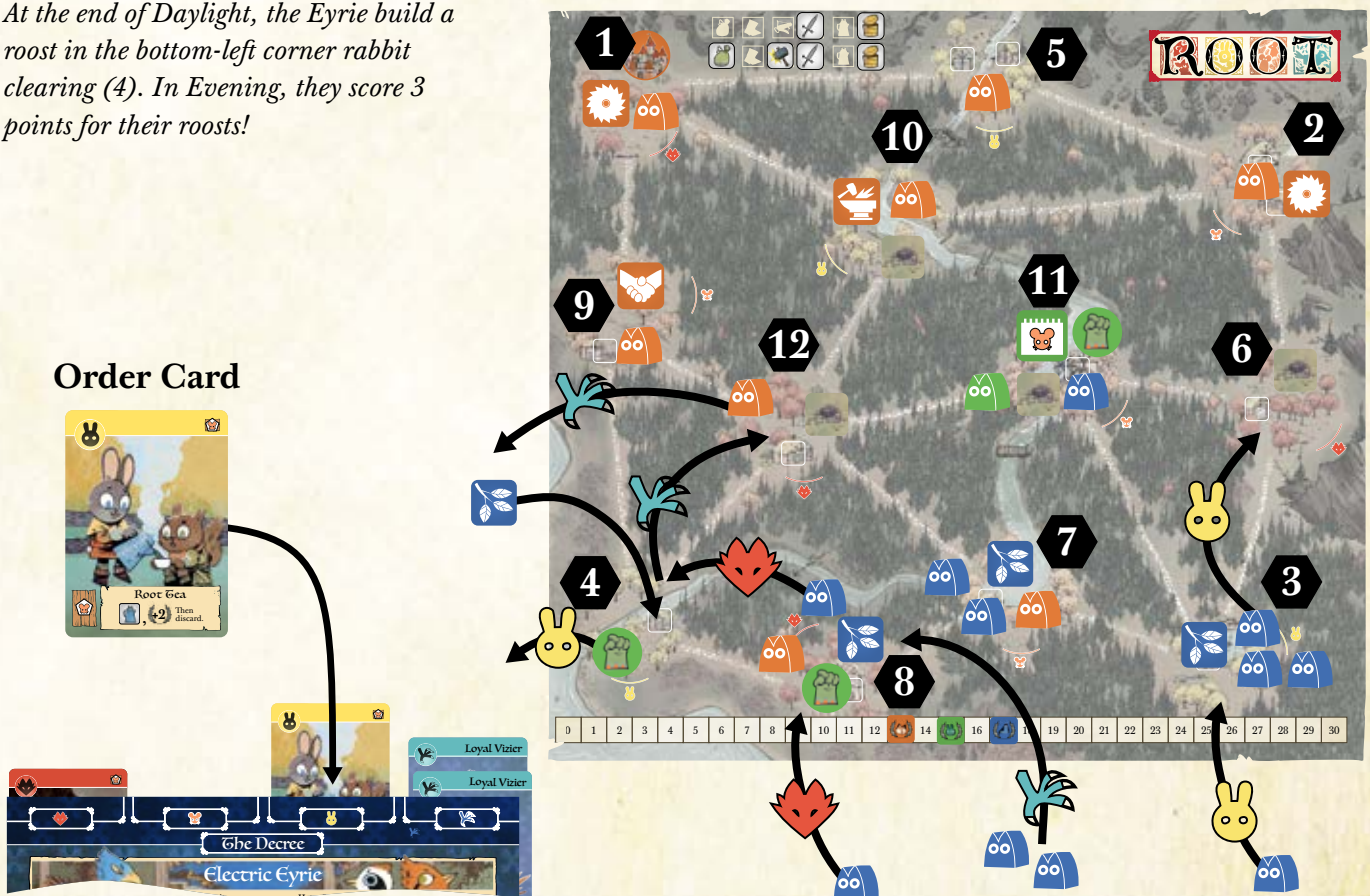 At the end of Daylight, the Eyrie build a
roost in the bottom-left corner rabbit
clearing (4). In Evening, they score 3
points for their roosts!
ROOT
1
5
2
10
9
11
12
6
7
4
3
8
Order Card
Root Tea
, +2 Then
discard.
0 1 2 3 4 5 6 7 8 10 11 12 14 16 19 20 21 22 23 24 25 26 27 28 29 30
Loyal Vizier
Loyal Vizier
The Decree
Electric Eyrie